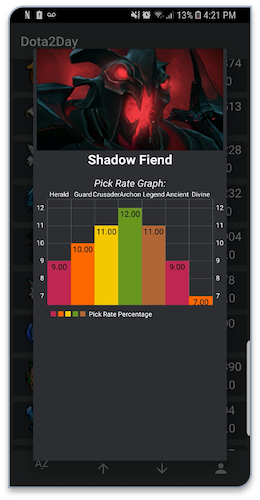 13% 4:21 PM
Dota2Day
Shadow Fiend
Pick Rate Graph:
Herald Guard Crusader Archon Legend Ancient Divine
12 12.00 12
11 11.00 11.00 11
10 10.00 10
9 9.00 9.00 9
8 8
7 7.00 7
Pick Rate Percentage
AZ